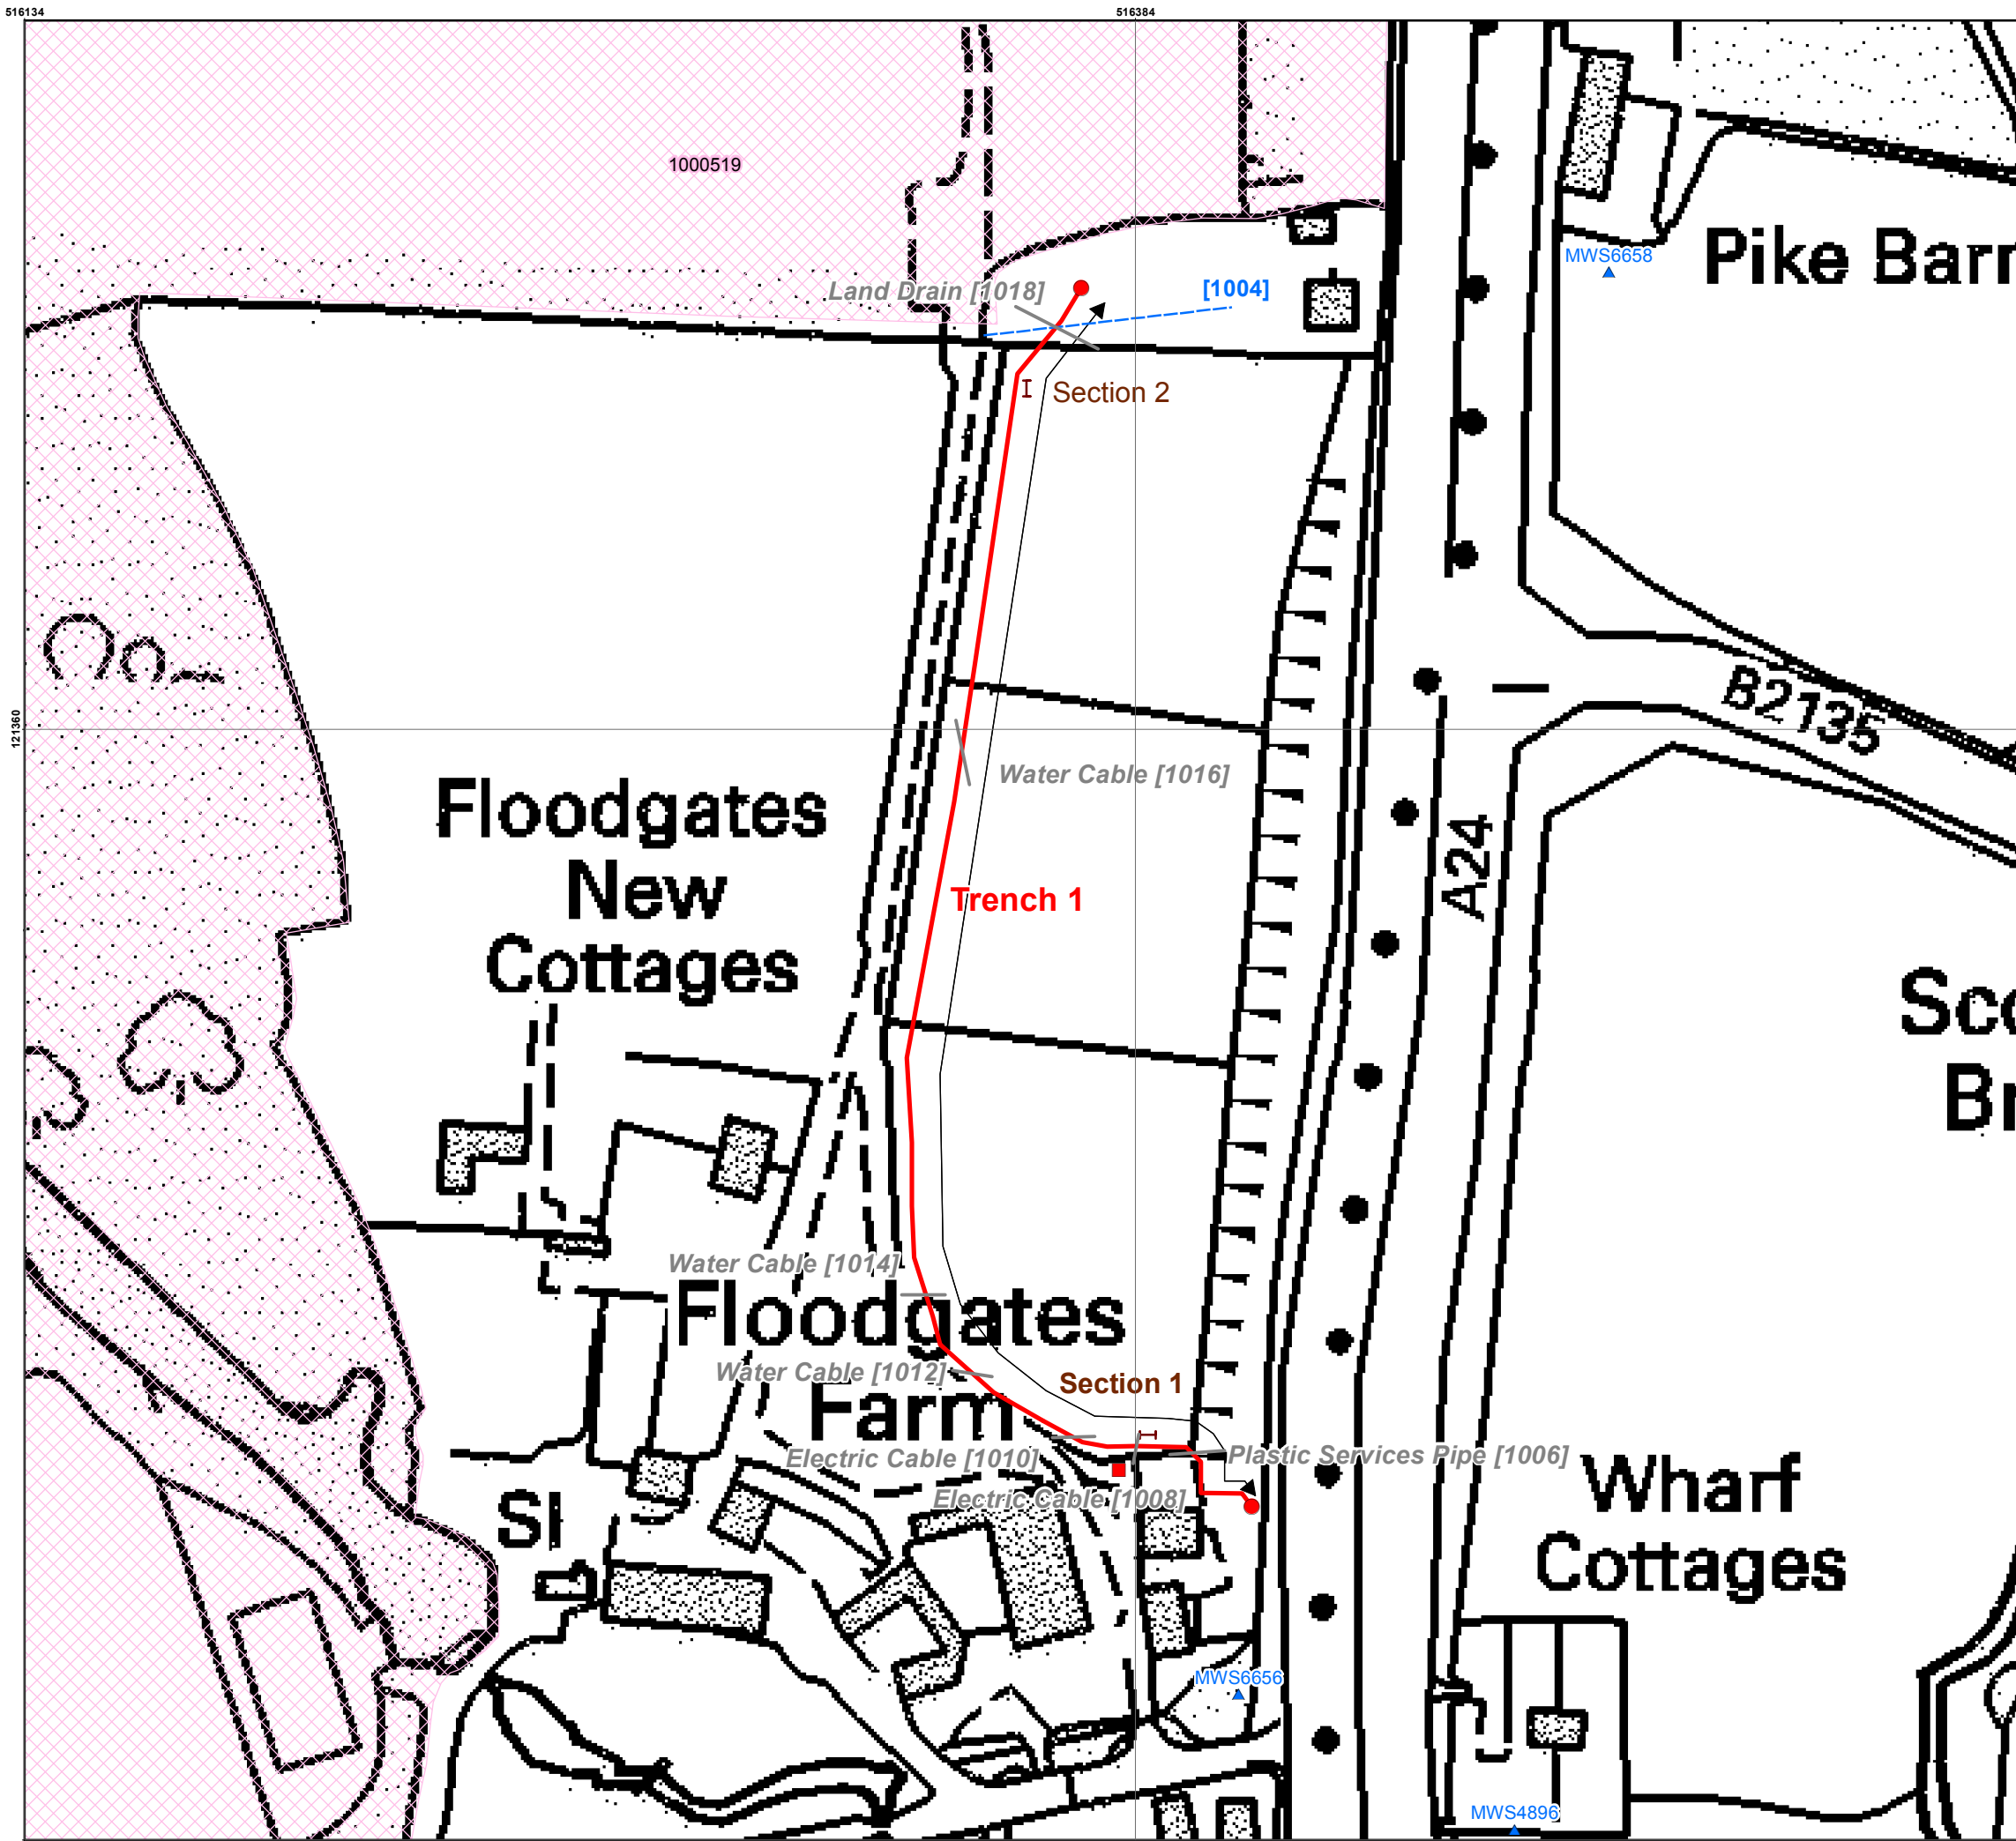 516134
516384
1000519
Pike Barn
MWS6658
Land Drain [1018]
[1004]
Section 2
B2135
121360
Water Cable [1016]
Floodgates
New
Cottages
A24
Trench 1
Sco
Br
Water Cable [1014]
Floodgates
Farm
Water Cable [1012]
Section 1
Electric Cable [1010]
Plastic Services Pipe [1006]
Electric Cable [1008]
Sl
Wharf
Cottages
MWS6656
MWS4896